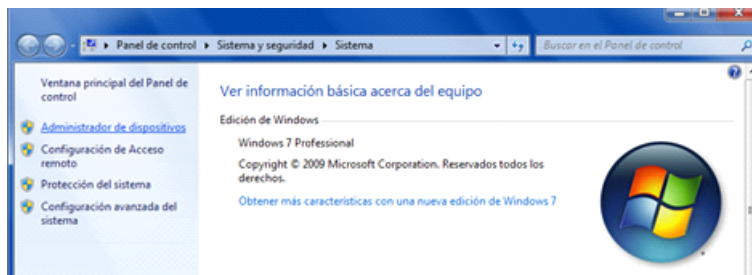 Panel de control ▸ Sistema y seguridad ▸ Sistema
Buscar en el Panel de control
Ventana principal del Panel de
control
Administrador de dispositivos
Configuración de Acceso
remoto
Protección del sistema
Configuración avanzada del
sistema
Ver información básica acerca del equipo
Edición de Windows
Windows 7 Professional
Copyright © 2009 Microsoft Corporation. Reservados todos los
derechos.
Obtener más características con una nueva edición de Windows 7